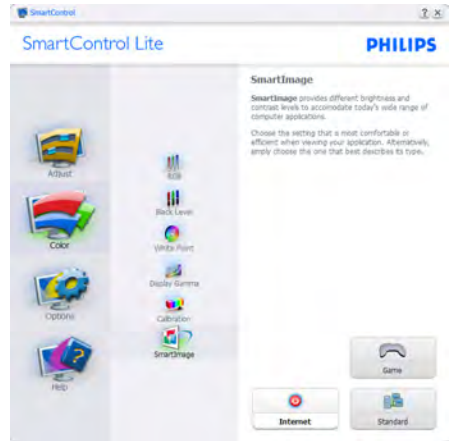 SmartControl
? x
SmartControl Lite
PHILIPS
SmartImage
SmartImage provides different brightness and
contrast levels to accomodate today's wide range of
computer applications.
Choose the setting that is most comfortable or
efficient when viewing your application. Alternatively,
simply choose the one that best describes its type.
Adjust
Color
Options
Help
RGB
Black Level
White Point
Display Gamma
Calibration
SmartImage
Game
Internet
Standard